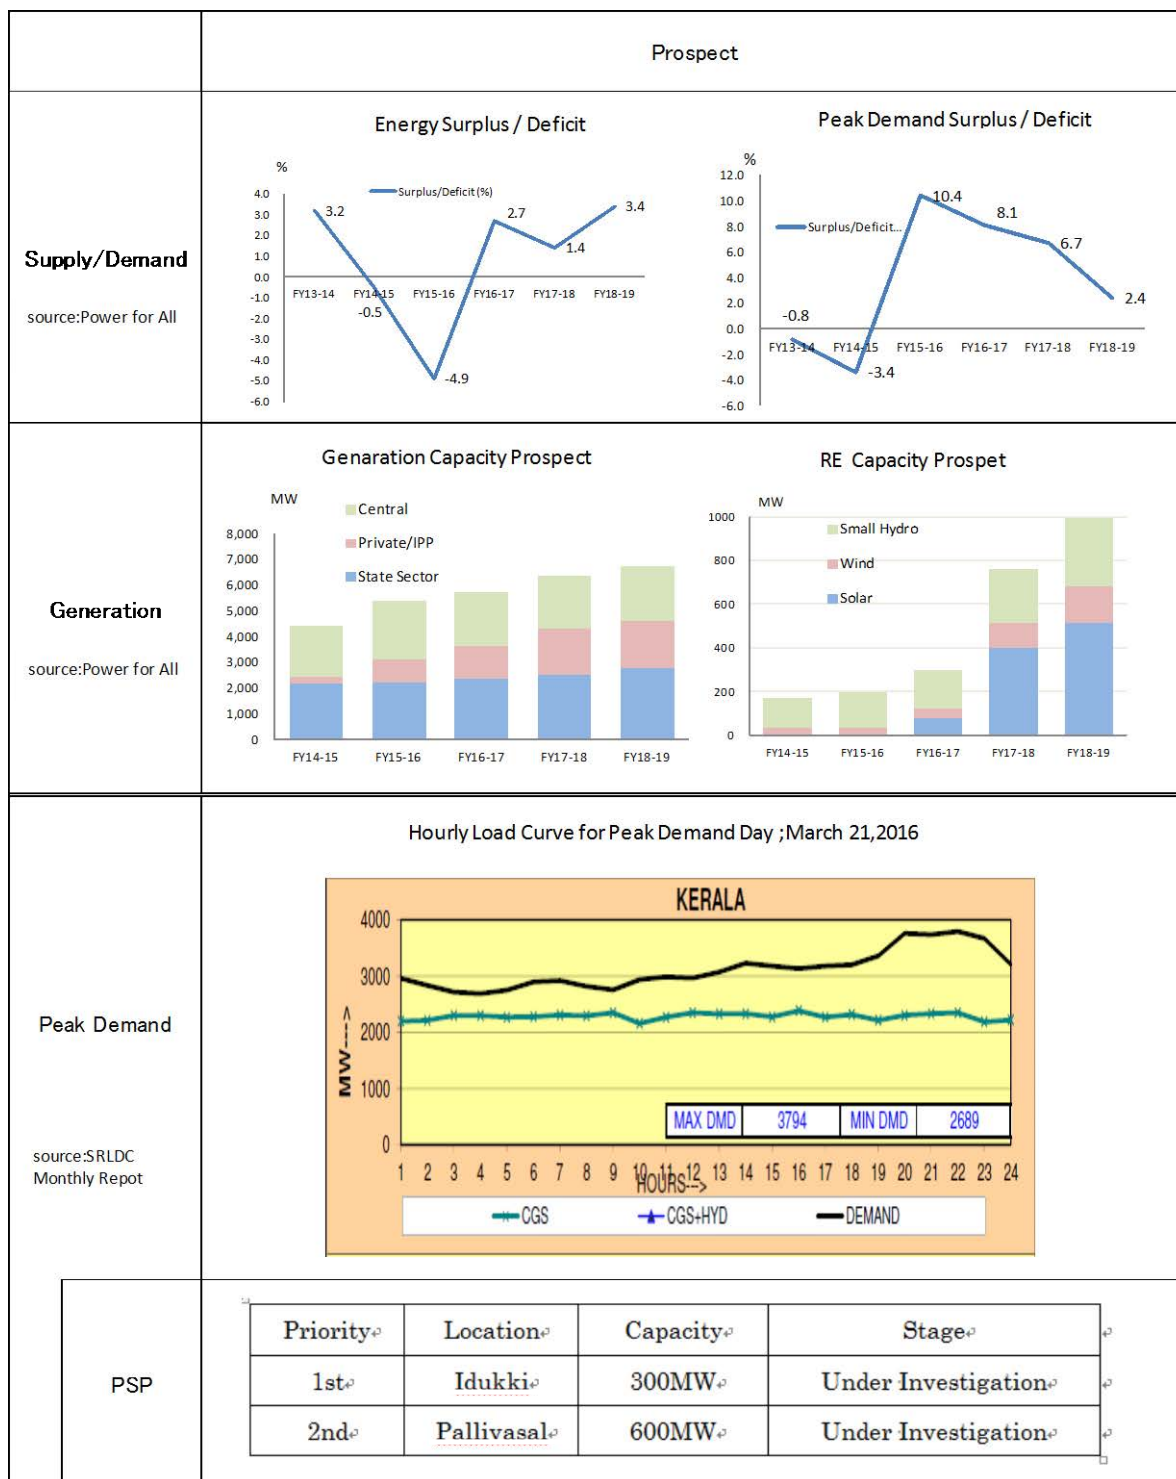 Prospect
Supply/Demand
source:Power for All
Energy Surplus / Deficit
%
Surplus/Deficit (%)
4.0
3.0
2.0
1.0
0.0
-1.0
-2.0
-3.0
-4.0
-5.0
-6.0
3.2
-0.5
-4.9
2.7
1.4
3.4
FY13-14 FY14-15 FY15-16 FY16-17 FY17-18 FY18-19
Peak Demand Surplus / Deficit
%
Surplus/Deficit...
12.0
10.0
8.0
6.0
4.0
2.0
0.0
-2.0
-4.0
-6.0
-0.8
-3.4
10.4
8.1
6.7
2.4
FY13-14 FY14-15 FY15-16 FY16-17 FY17-18 FY18-19
Generation
source:Power for All
Genaration Capacity Prospect
MW
Central
Private/IPP
State Sector
8,000
7,000
6,000
5,000
4,000
3,000
2,000
1,000
0
FY14-15 FY15-16 FY16-17 FY17-18 FY18-19
RE Capacity Prospet
MW
Small Hydro
Wind
Solar
1000
800
600
400
200
0
FY14-15 FY15-16 FY16-17 FY17-18 FY18-19
Peak Demand
source:SRLDC
Monthly Repot
Hourly Load Curve for Peak Demand Day ;March 21,2016
KERALA
MW---->
4000
3000
2000
1000
0
MAX DMD 3794 MIN DMD 2689
1 2 3 4 5 6 7 8 9 10 11 12 13 14 15 16 17 18 19 20 21 22 23 24
HOURS--->
CGS CGS+HYD DEMAND
PSP
Priority Location Capacity Stage
1st Idukki 300MW Under Investigation
2nd Pallivasal 600MW Under Investigation